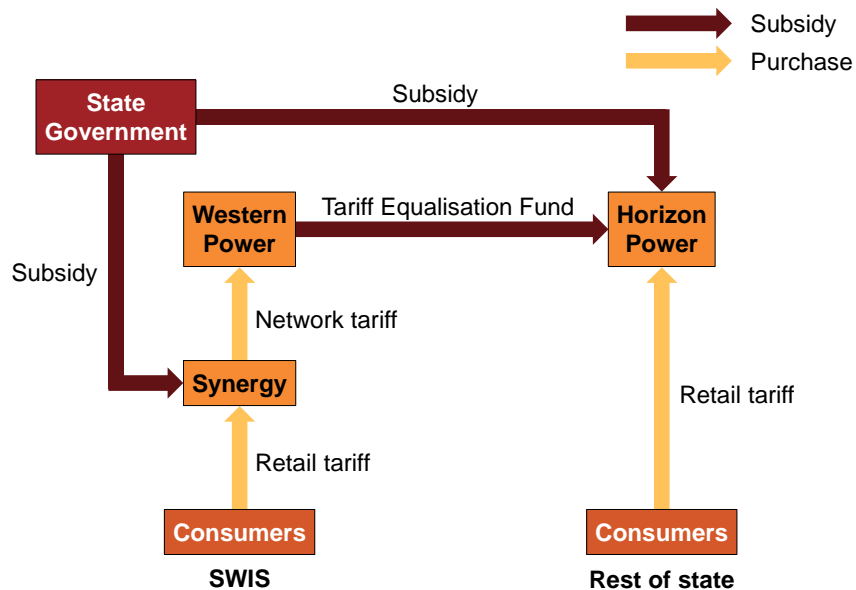 Subsidy
Purchase
State
Government
Subsidy
Western
Power
Tariff Equalisation Fund
Horizon
Power
Subsidy
Network tariff
Synergy
Retail tariff
Retail tariff
Consumers
Consumers
SWIS
Rest of state